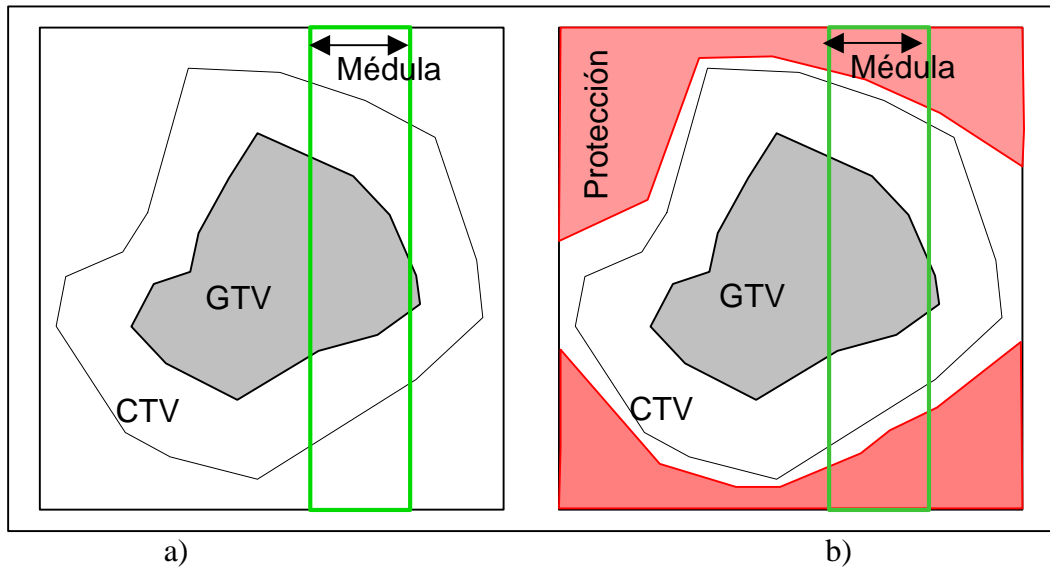 Médula
GTV
CTV
a)
Protección
Médula
GTV
CTV
b)